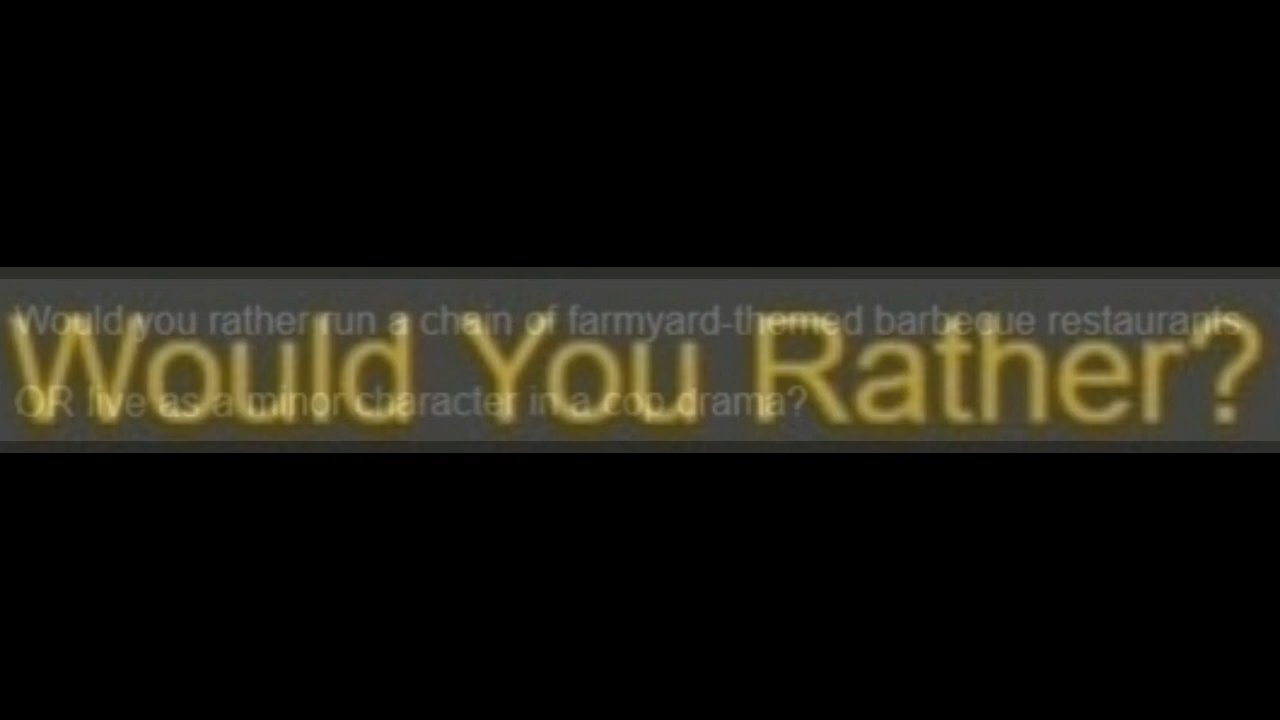 Would you rather run a chain of farmyard-themed barbeque restaurants
Would You Rather?
OR live as a minor character in a cop drama?